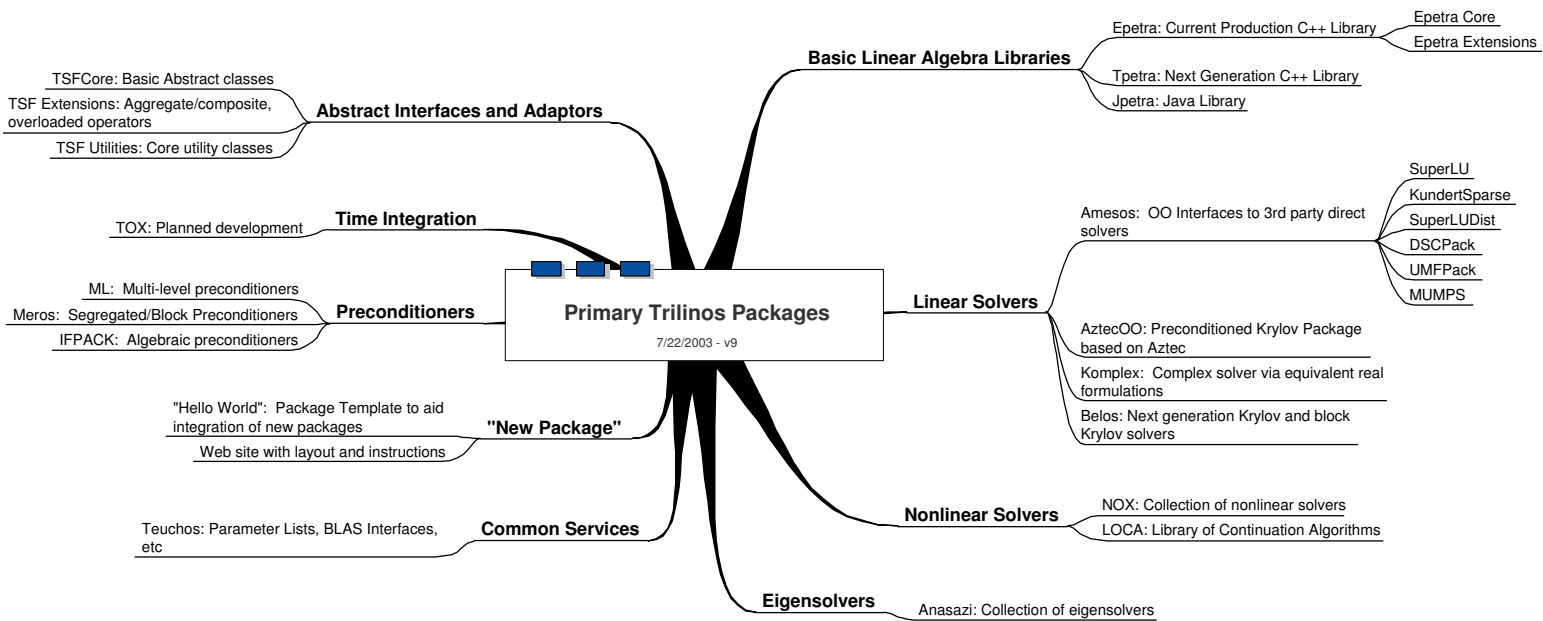 Primary Trilinos Packages
7/22/2003 - v9
Basic Linear Algebra Libraries
Epetra: Current Production C++ Library
Epetra Core
Epetra Extensions
Tpetra: Next Generation C++ Library
Jpetra: Java Library
Linear Solvers
Amesos:  OO Interfaces to 3rd party direct
solvers
SuperLU
KundertSparse
SuperLUDist
DSCPack
UMFPack
MUMPS
AztecOO: Preconditioned Krylov Package
based on Aztec
Komplex:  Complex solver via equivalent real
formulations
Belos: Next generation Krylov and block
Krylov solvers
Nonlinear Solvers
NOX: Collection of nonlinear solvers
LOCA: Library of Continuation Algorithms
Eigensolvers
Anasazi: Collection of eigensolvers
Common Services
Teuchos: Parameter Lists, BLAS Interfaces,
etc
"New Package"
"Hello World":  Package Template to aid
integration of new packages
Web site with layout and instructions
Preconditioners
ML:  Multi-level preconditioners
Meros:  Segregated/Block Preconditioners
IFPACK:  Algebraic preconditioners
Time Integration
TOX: Planned development
Abstract Interfaces and Adaptors
TSFCore: Basic Abstract classes
TSF Extensions: Aggregate/composite,
overloaded operators
TSF Utilities: Core utility classes